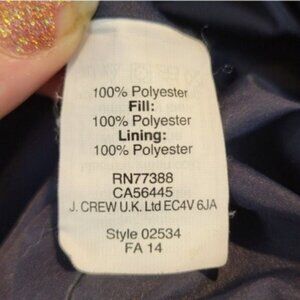 100% Polyester
Fill:
100% Polyester
Lining:
100% Polyester
RN77388
CA56445
J. CREW U.K. Ltd EC4V 6JA
Style 02534
FA 14